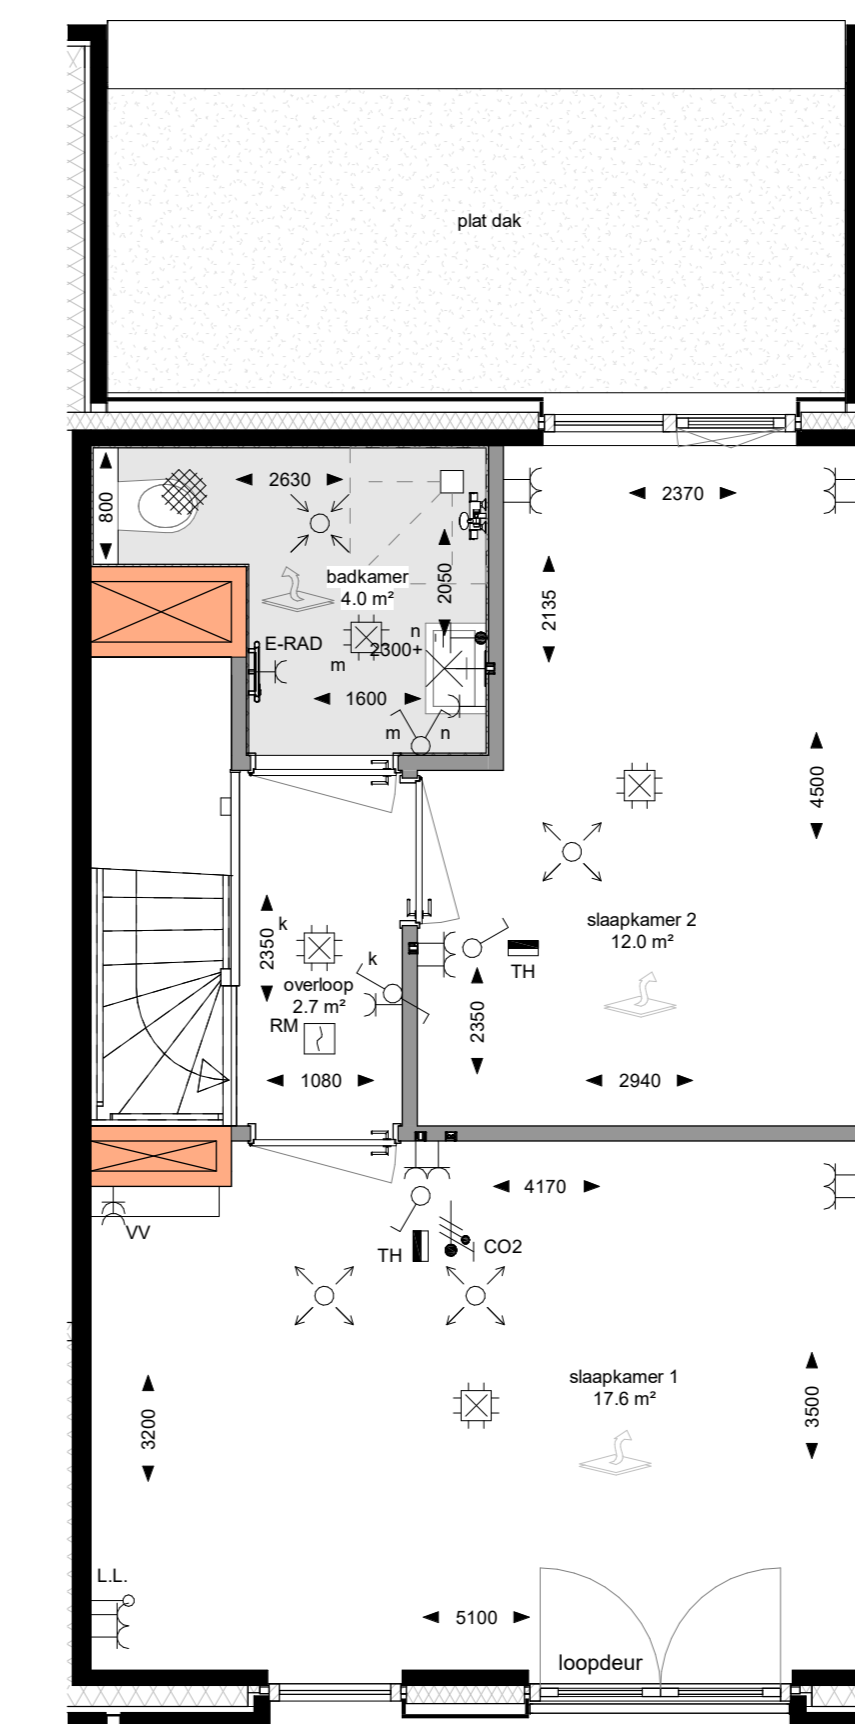 plat dak
2630
2370
800
badkamer
4.0 m²
2050
2135
n
2300+
E-RAD
m
1600
m
n
4500
slaapkamer 2
12.0 m²
k
2350
k
TH
overloop
2.7 m²
RM
2350
1080
2940
4170
VV
TH
CO2
slaapkamer 1
17.6 m²
3200
3500
L.L.
5100
loopdeur